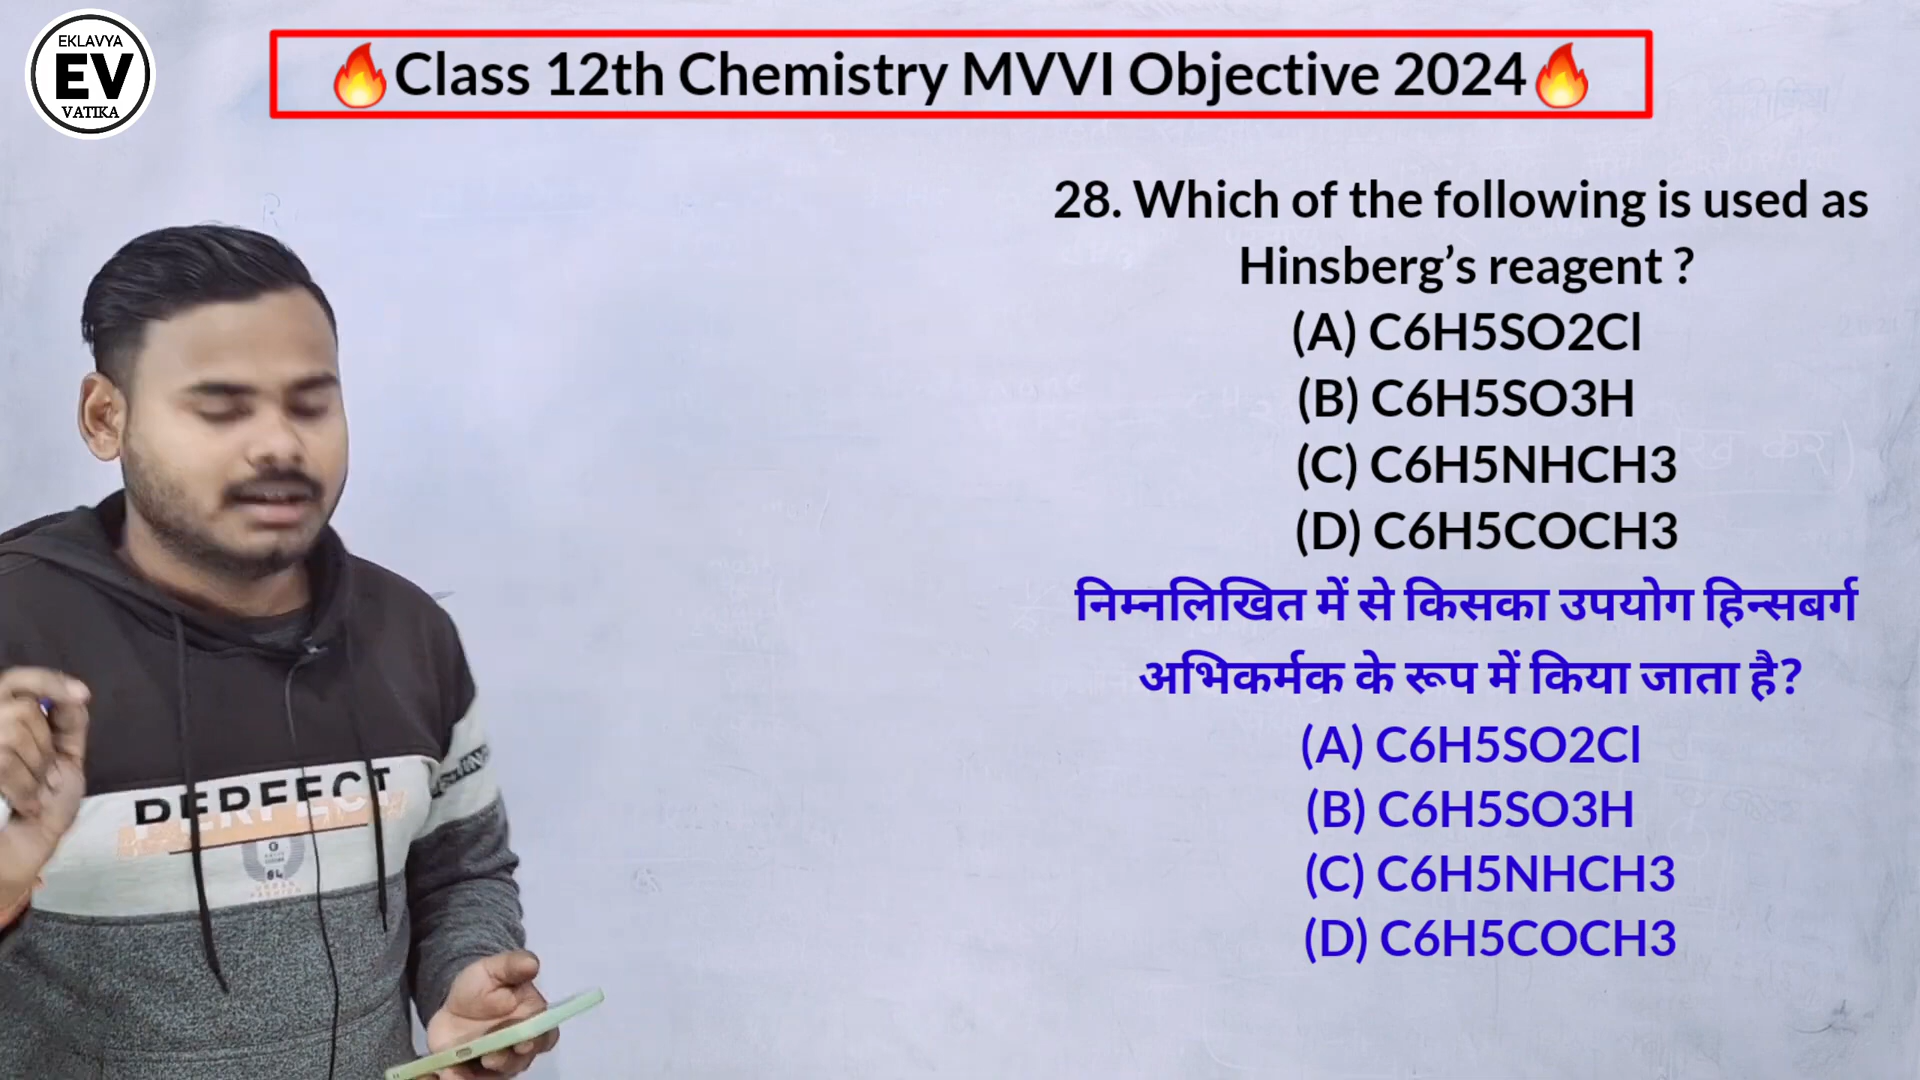 EKLAVYA
EV
VATIKA
🔥Class 12th Chemistry MVVI Objective 2024🔥
28. Which of the following is used as
Hinsberg’s reagent ?
(A) C6H5SO2Cl
(B) C6H5SO3H
(C) C6H5NHCH3
(D) C6H5COCH3
निम्नलिखित में से किसका उपयोग हिन्सबर्ग
अभिकर्मक के रूप में किया जाता है?
(A) C6H5SO2Cl
(B) C6H5SO3H
(C) C6H5NHCH3
(D) C6H5COCH3
PERFECT